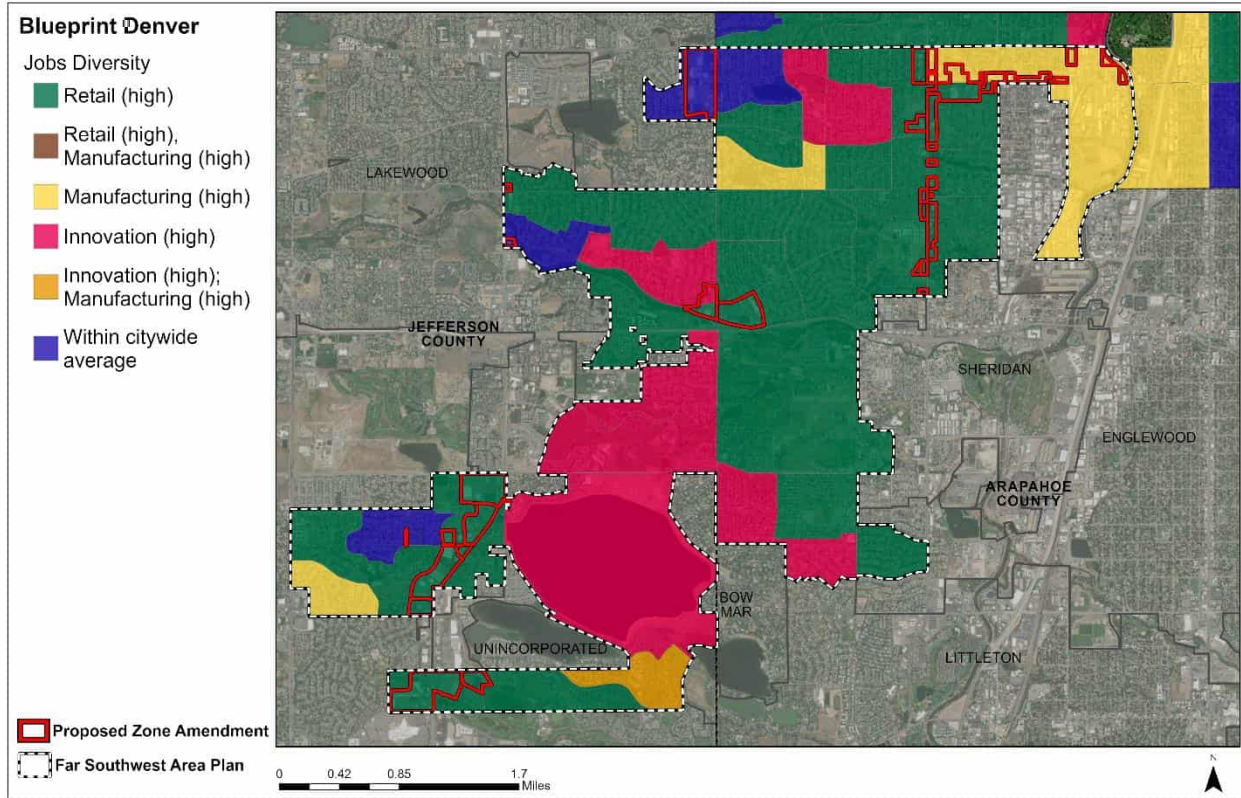 Blueprint Denver
Jobs Diversity
Retail (high)
Retail (high),
Manufacturing (high)
Manufacturing (high)
Innovation (high)
Innovation (high);
Manufacturing (high)
Within citywide
average
LAKEWOOD
JEFFERSON
COUNTY
SHERIDAN
ENGLEWOOD
ARAPAHOE
COUNTY
BOW
MAR
UNINCORPORATED
LITTLETON
Proposed Zone Amendment
Far Southwest Area Plan
0 0.42 0.85 1.7
Miles
N